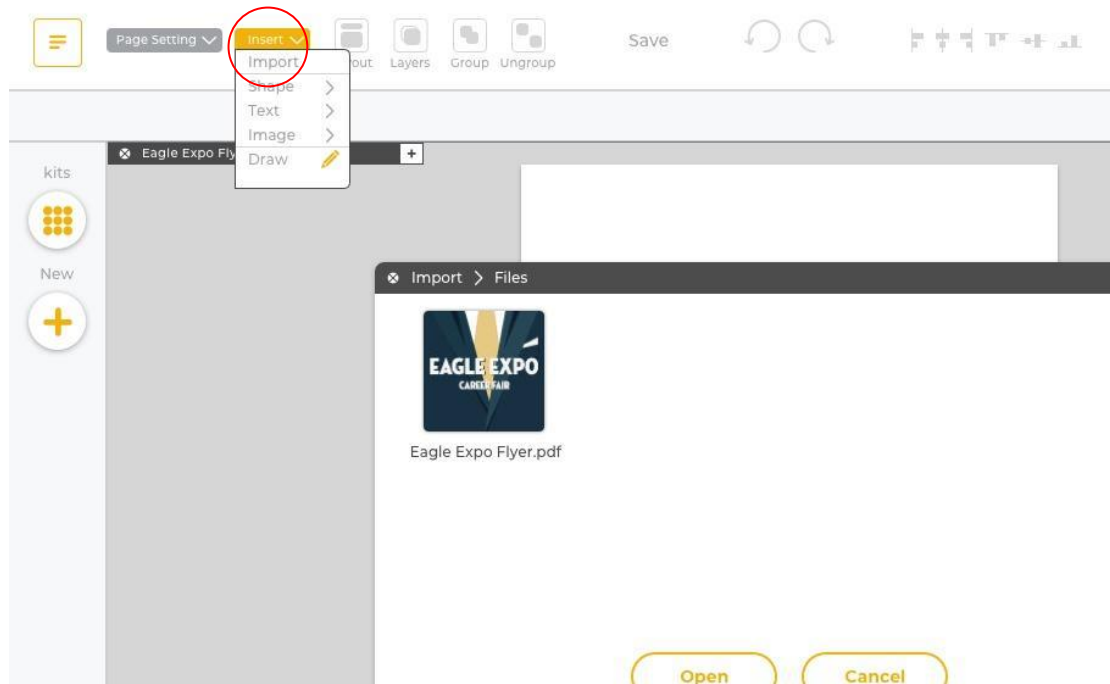 Page Setting
Insert
Import
Shape
Text
Image
Draw
out
Layers
Group
Ungroup
Save
kits
New
Eagle Expo Fly
+
Import > Files
EAGLE EXPO
CAREER FAIR
Eagle Expo Flyer.pdf
Open
Cancel